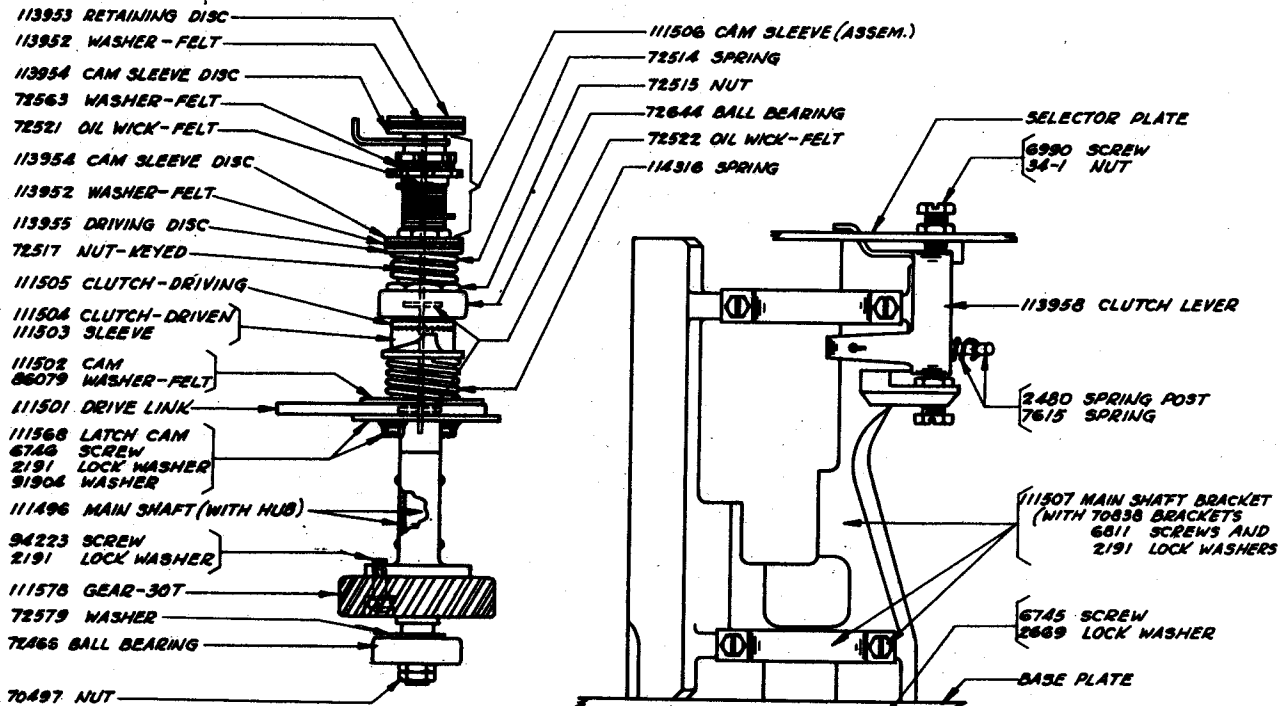 113953 RETAINING DISC
113952 WASHER-FELT
113954 CAM SLEEVE DISC
72563 WASHER-FELT
72521 OIL WICK-FELT
113954 CAM SLEEVE DISC
113952 WASHER-FELT
113955 DRIVING DISC
72517 NUT-KEYED
111505 CLUTCH-DRIVING
111504 CLUTCH-DRIVEN
111503 SLEEVE
111502 CAM
86079 WASHER-FELT
111501 DRIVE LINK
111568 LATCH CAM
6746 SCREW
2191 LOCK WASHER
91904 WASHER
111496 MAIN SHAFT (WITH HUB)
94223 SCREW
2191 LOCK WASHER
111578 GEAR-30T
72579 WASHER
72465 BALL BEARING
70497 NUT
111506 CAM SLEEVE (ASSEM.)
72514 SPRING
72515 NUT
72644 BALL BEARING
72522 OIL WICK-FELT
114316 SPRING
SELECTOR PLATE
6990 SCREW
34-1 NUT
113958 CLUTCH LEVER
2480 SPRING POST
7615 SPRING
111507 MAIN SHAFT BRACKET
(WITH 70838 BRACKETS
6811 SCREWS AND
2191 LOCK WASHERS
6745 SCREW
2669 LOCK WASHER
BASE PLATE